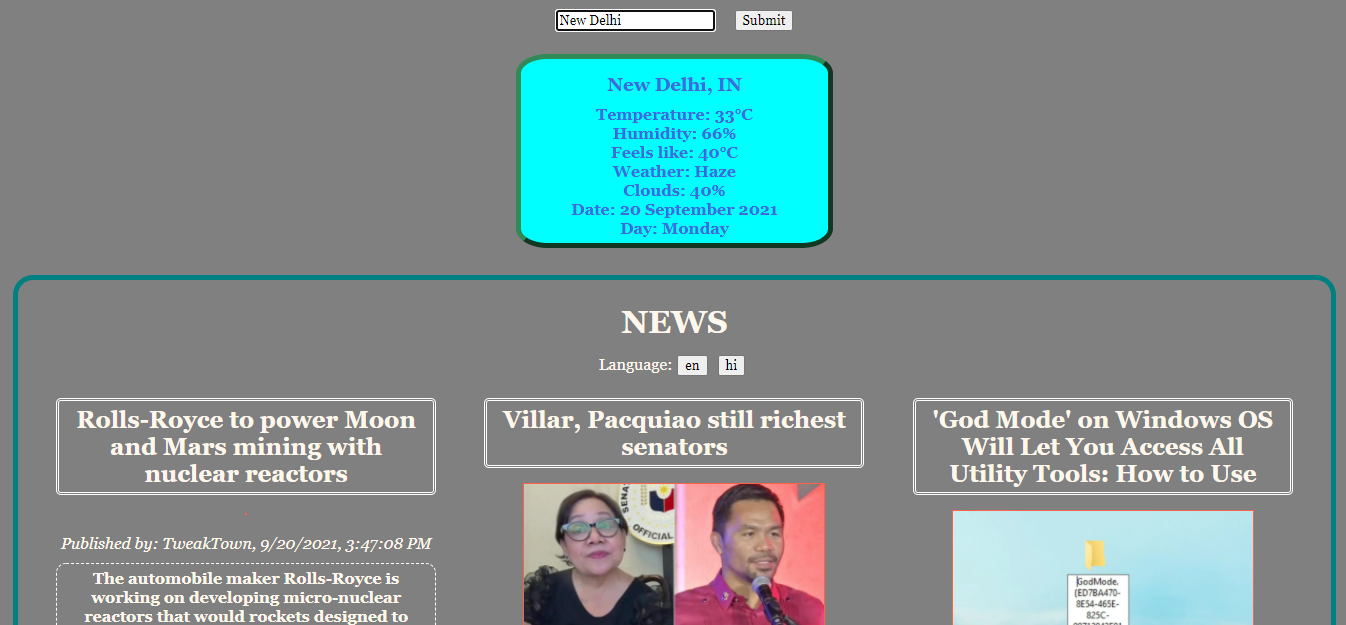 New Delhi Submit
New Delhi, IN
Temperature: 33°C
Humidity: 66%
Feels like: 40°C
Weather: Haze
Clouds: 40%
Date: 20 September 2021
Day: Monday
NEWS
Language: en hi
Rolls-Royce to power Moon
and Mars mining with
nuclear reactors
Published by: TweakTown, 9/20/2021, 3:47:08 PM
The automobile maker Rolls-Royce is
working on developing micro-nuclear
reactors that would rockets designed to
Villar, Pacquiao still richest
senators
SENA
OFFICIAL
'God Mode' on Windows OS
Will Let You Access All
Utility Tools: How to Use
GodMode.
{ED7BA470-
8E54-465E-
825C-